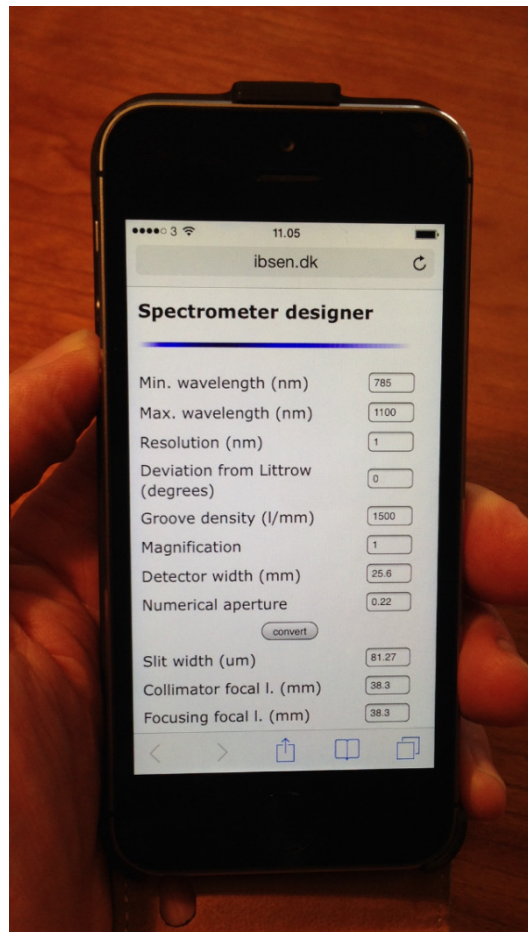 3 11.05
ibsen.dk
Spectrometer designer
Min. wavelength (nm) 785
Max. wavelength (nm) 1100
Resolution (nm) 1
Deviation from Littrow
(degrees) 0
Groove density (l/mm) 1500
Magnification 1
Detector width (mm) 25.6
Numerical aperture 0.22
convert
Slit width (um) 81.27
Collimator focal l. (mm) 38.3
Focusing focal l. (mm) 38.3